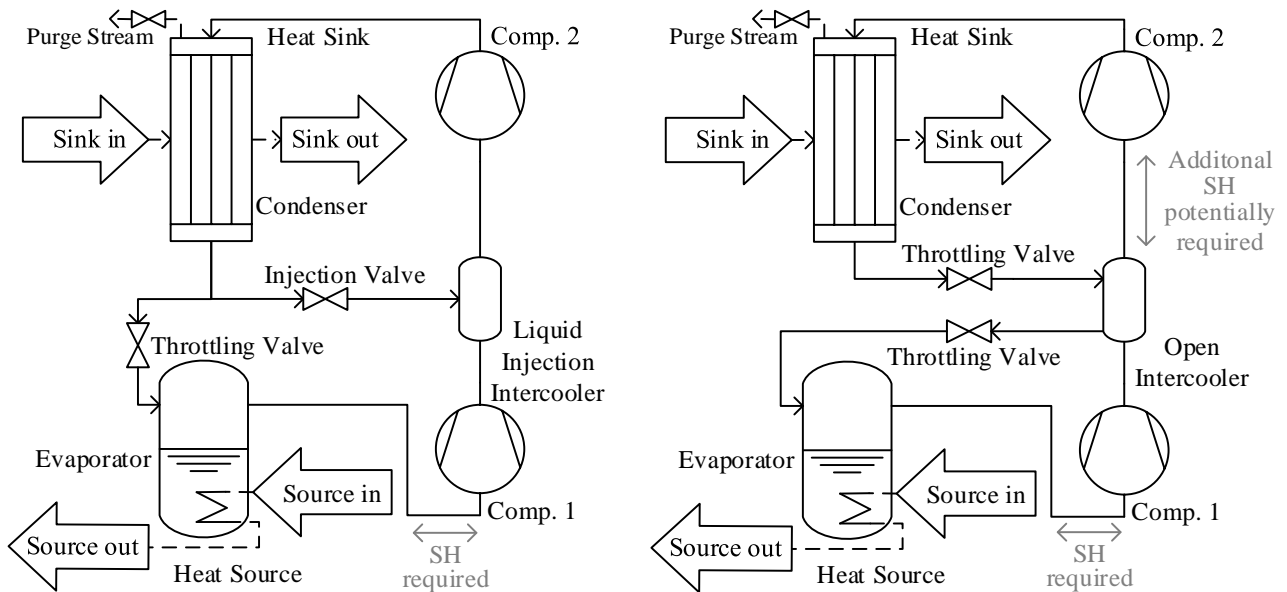 Purge Stream
Heat Sink
Comp. 2
Sink in
Sink out
Condenser
Injection Valve
Throttling Valve
Liquid
Injection
Intercooler
Evaporator
Source in
Source out
Comp. 1
SH
required
Heat Source
Purge Stream
Heat Sink
Comp. 2
Sink in
Sink out
Additonal
SH
potentially
required
Condenser
Throttling Valve
Throttling Valve
Open
Intercooler
Evaporator
Source in
Source out
Comp. 1
SH
required
Heat Source